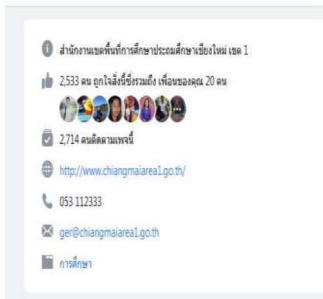 สำนักงานเขตพื้นที่การศึกษาประถมศึกษาเชียงใหม่ เขต 1
2,533 คน ถูกใจสิ่งนี้ซึ่งรวมถึง เพื่อนของคุณ 20 คน
2,714 คนติดตามเพจนี้
http://www.chiangmaiarea1.go.th/
053 112333
ger@chiangmaiarea1.go.th
การศึกษา